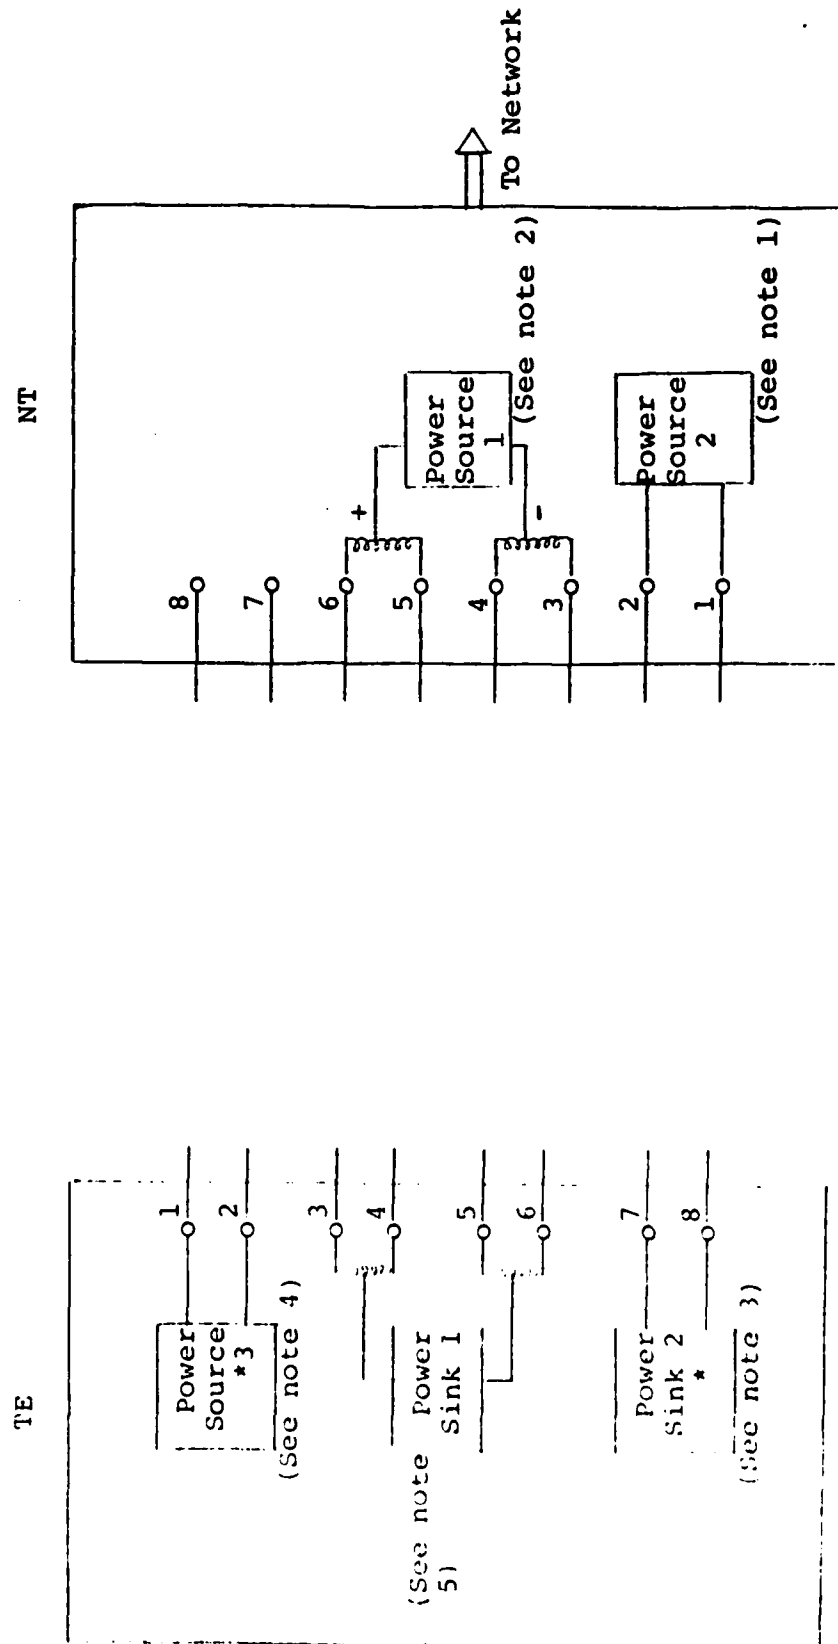 TE
NT
Power
Source
*3
(See note 4)
Power
Sink 1
(See note
5)
Power
Sink 2
*
(See note 3)
1
2
3
4
5
6
7
8
8
7
6
5
4
3
2
1
+
-
Power
Source
1
(See note 2)
Power
Source
2
(See note 1)
To Network